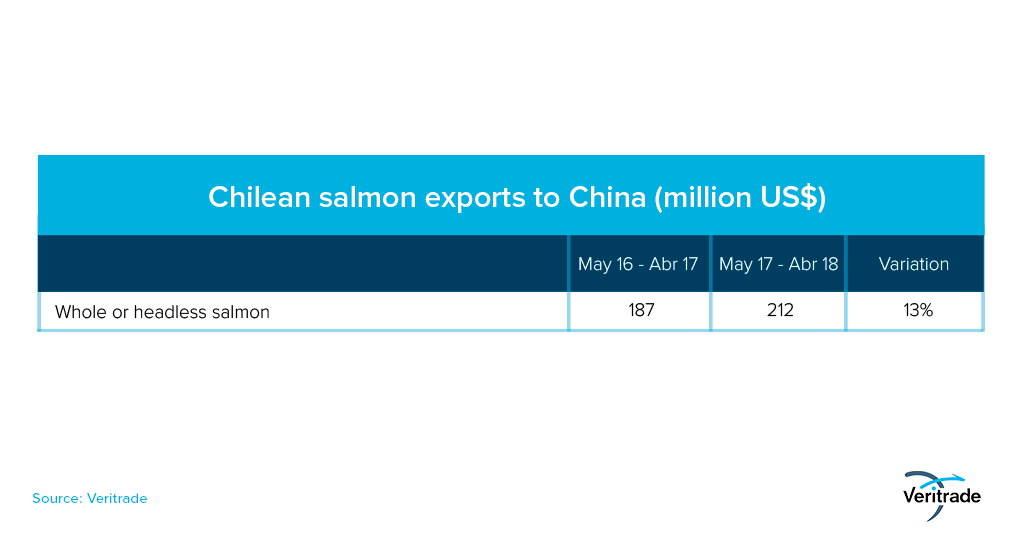 Chilean salmon exports to China (million US$)
May 16 - Abr 17 May 17 - Abr 18 Variation
Whole or headless salmon 187 212 13%
Source: Veritrade
Veritrade